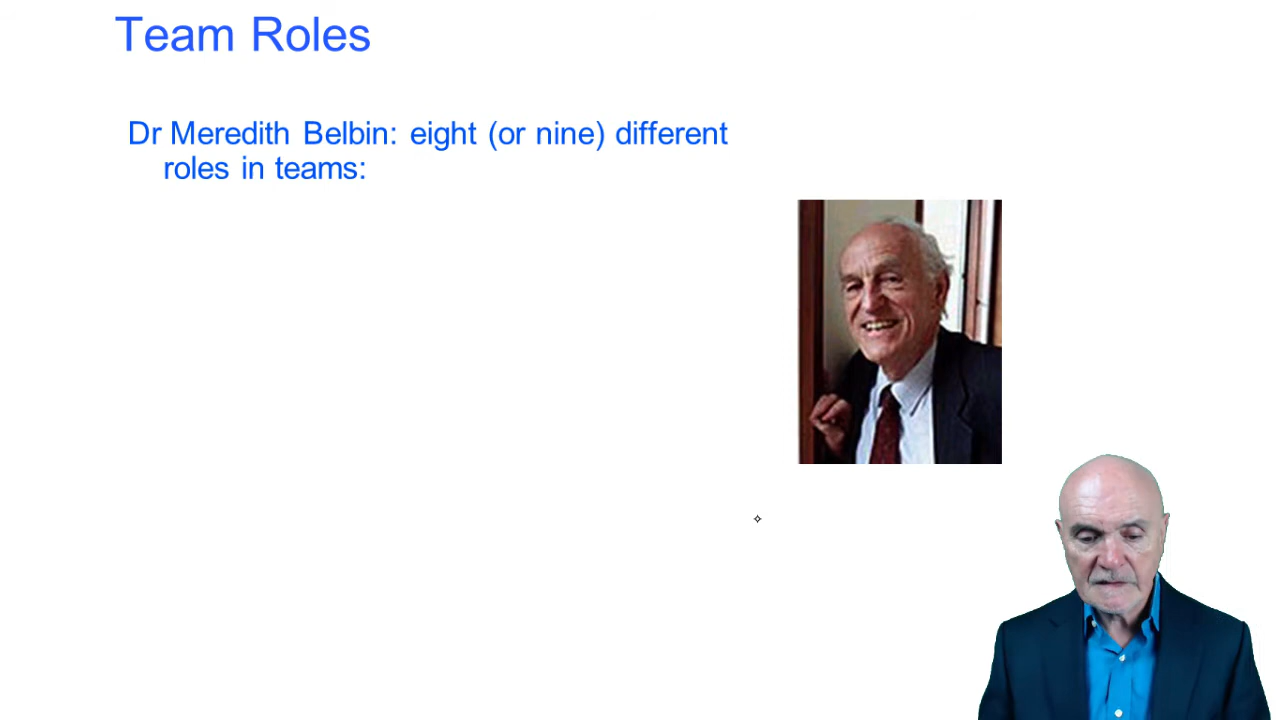 Team Roles
Dr Meredith Belbin: eight (or nine) different
roles in teams: